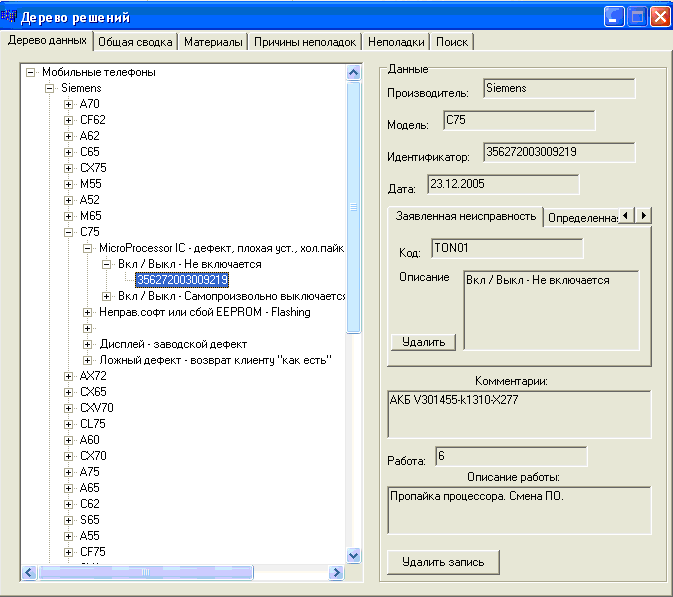 Дерево решений
Дерево данных Общая сводка Материалы Причины неполадок Неполадки Поиск
Мобильные телефоны
Siemens
A70
CF62
A62
C65
CX75
M55
A52
M65
C75
MicroProcessor IC - дефект, плохая уст., хол.пайк
Вкл / Выкл - Не включается
356272003009219
Вкл / Выкл - Самопроизвольно выключается
Неправ.софт или сбой EEPROM - Flashing
Дисплей - заводской дефект
Ложный дефект - возврат клиенту "как есть"
AX72
CX65
CXV70
CL75
A60
CX70
A75
A65
C62
S65
A55
CF75
Данные
Производитель: Siemens
Модель: C75
Идентификатор: 356272003009219
Дата: 23.12.2005
Заявленная неисправность Определенная
Код: TON01
Описание Вкл / Выкл - Не включается
Удалить
Комментарии:
АКБ V301455-k1310-X277
Работа: 6
Описание работы:
Пропайка процессора. Смена ПО.
Удалить запись